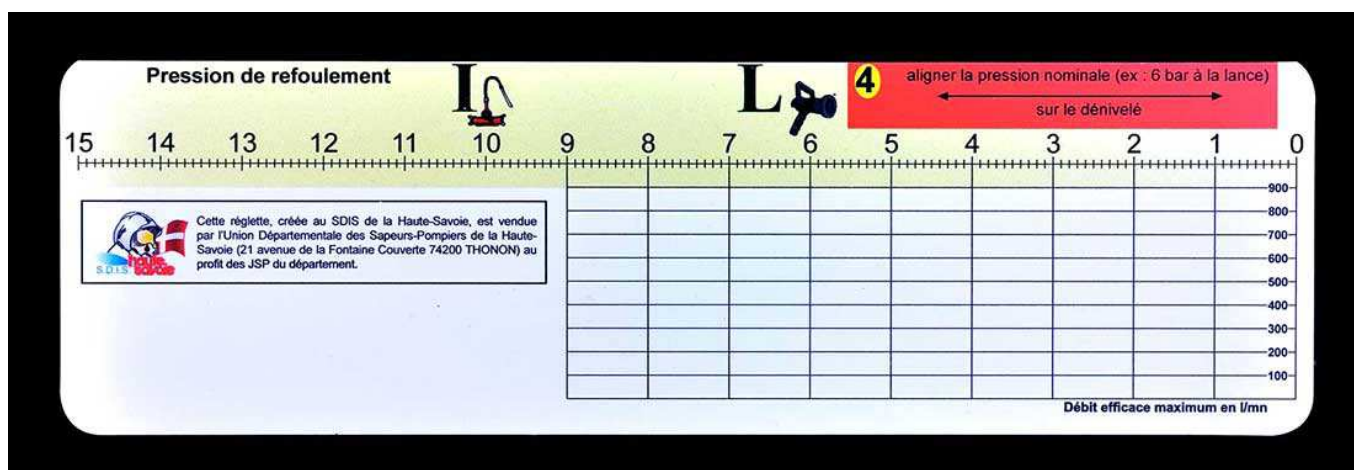 Pression de refoulement
I
L
4
aligner la pression nominale (ex : 6 bar à la lance)
sur le dénivelé
15 14 13 12 11 10 9 8 7 6 5 4 3 2 1 0
Cette réglette, créée au SDIS de la Haute-Savoie, est vendue
par l'Union Départementale des Sapeurs-Pompiers de la Haute-
Savoie (21 avenue de la Fontaine Couverte 74200 THONON) au
profit des JSP du département.
S.D.I.S.
haute
savoie
900
800
700
600
500
400
300
200
100
Débit efficace maximum en l/mn